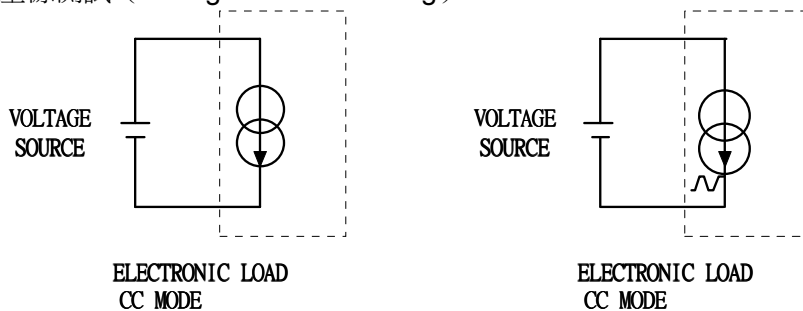 VOLTAGE
SOURCE
ELECTRONIC LOAD
CC MODE
VOLTAGE
SOURCE
ELECTRONIC LOAD
CC MODE